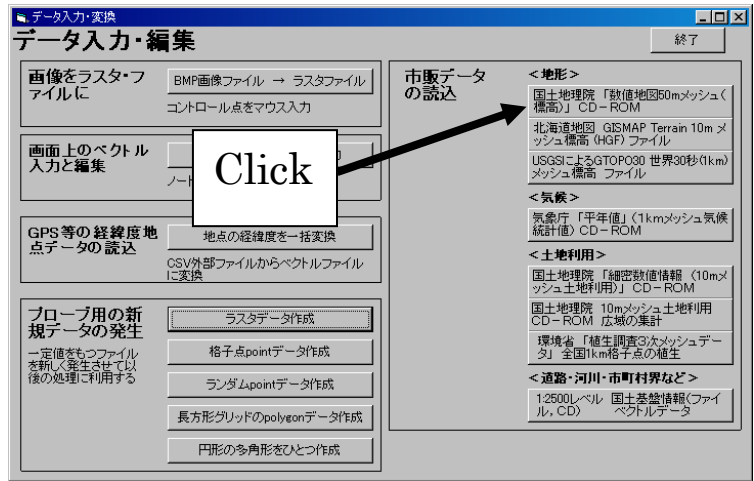 データ入力・変換
データ入力・編集
終了
画像をラスタ・フ
ァイルに
BMP画像ファイル → ラスタファイル
コントロール点をマウス入力
画面上のベクトル
入力と編集
ノート
Click
GPS等の経緯度地
点データの読込
地点の経緯度を一括変換
CSV外部ファイルからベクトルファイル
に変換
プローブ用の新
規データの発生
一定値をもつファイル
を新しく発生させて以
後の処理に利用する
ラスタデータ作成
格子点pointデータ作成
ランダムpointデータ作成
長方形グリッドのpolygonデータ作成
円形の多角形をひとつ作成
市販データ
の読込
<地形>
国土地理院「数値地図50mメッシュ(
標高)」CD-ROM
北海道地図 GISMAP Terrain 10m メ
ッシュ標高 (HGF) ファイル
USGSによるGTOPO30 世界30秒(1km)
メッシュ標高 ファイル
<気候>
気象庁「平年値」(1kmメッシュ気候
統計値) CD-ROM
<土地利用>
国土地理院「細密数値情報 (10mメ
ッシュ土地利用)」CD-ROM
国土地理院 10mメッシュ土地利用
CD-ROM 広域の集計
環境省「植生調査3次メッシュデー
タ」全国1km格子点の植生
<道路・河川・市町村界など>
1:2500レベル 国土基盤情報(ファイ
ル,CD) ベクトルデータ